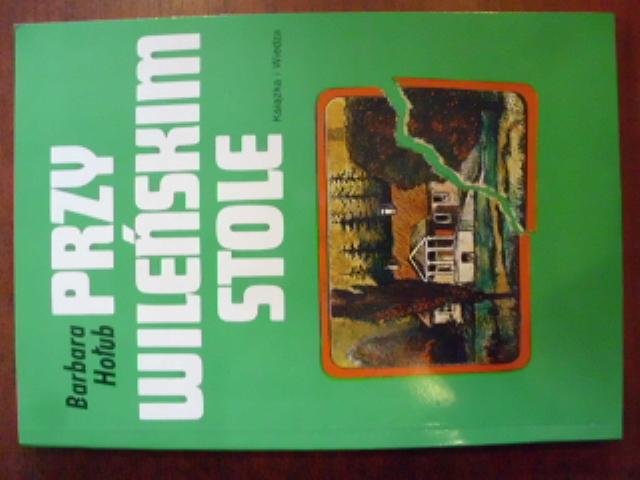 Barbara
Hołub
PRZY
WILEŃSKIM
STOLE
Książka i Wiedza